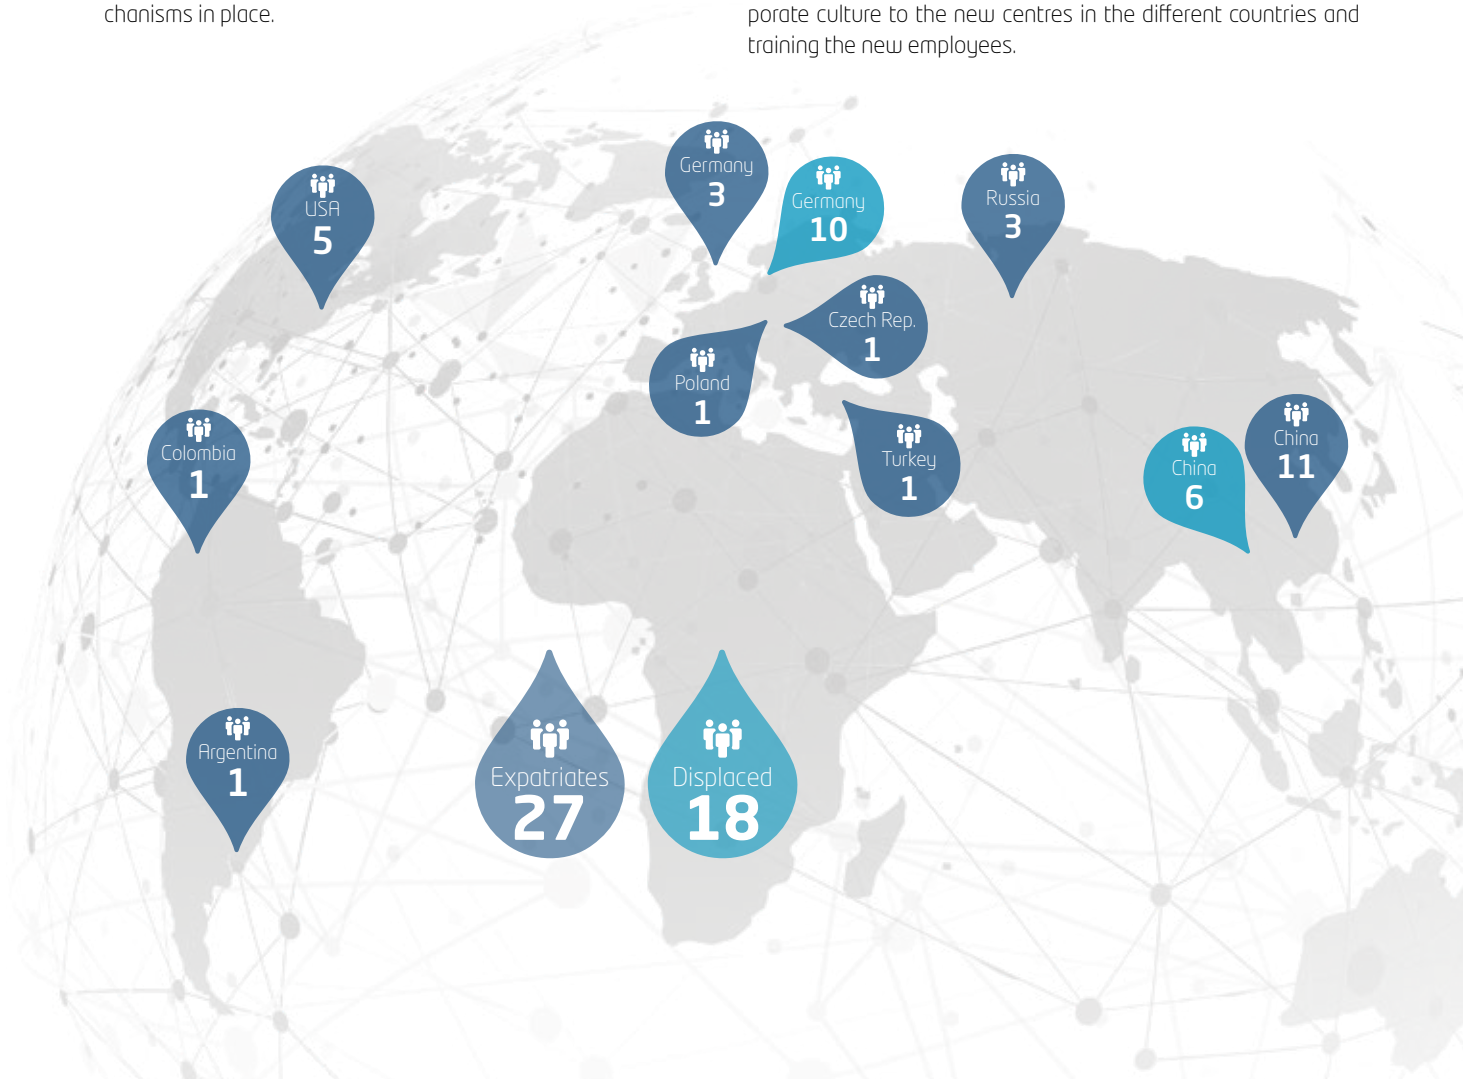 chanisms in place.
porate culture to the new centres in the different countries and
training the new employees.
Germany
3
Germany
10
Russia
3
USA
5
Czech Rep.
1
Poland
1
Colombia
1
Turkey
1
China
6
China
11
Argentina
1
Expatriates
27
Displaced
18